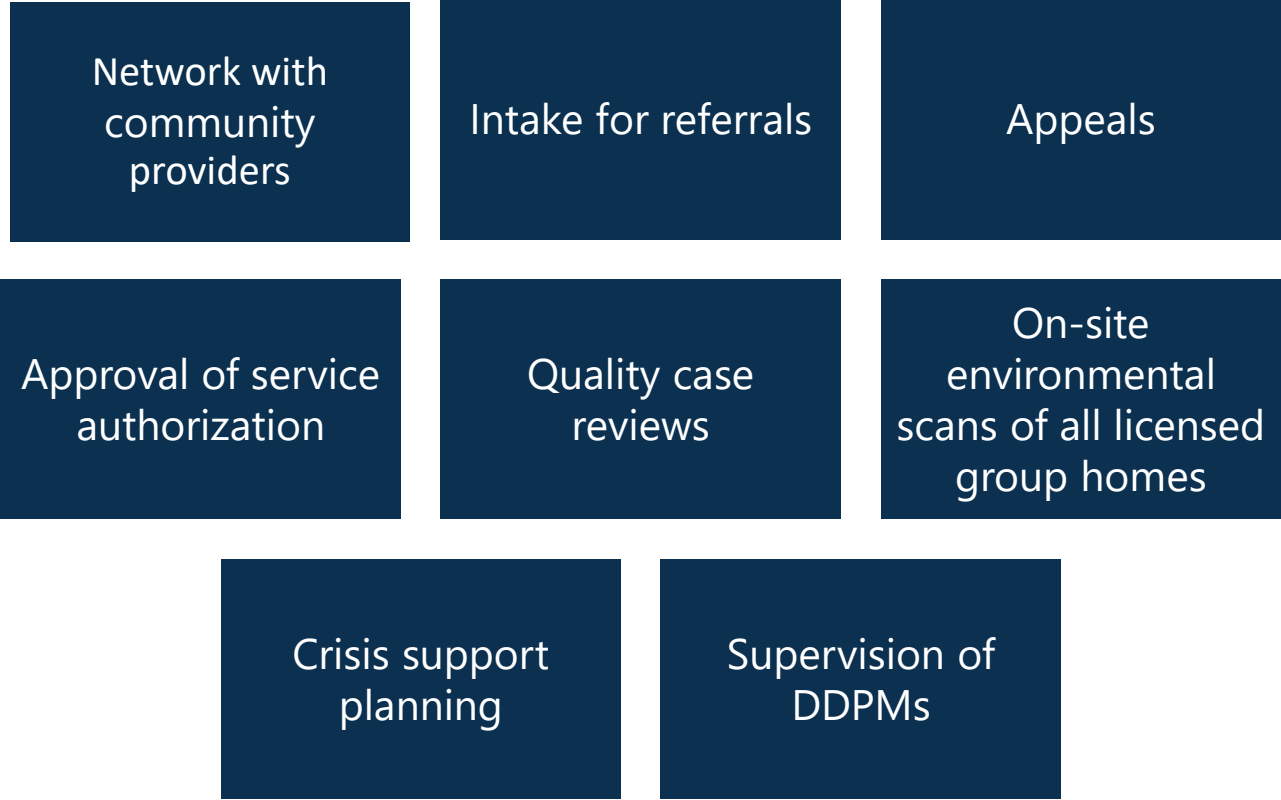 Network with
community
providers
Intake for referrals
Appeals
Approval of service
authorization
Quality case
reviews
On-site
environmental
scans of all licensed
group homes
Crisis support
planning
Supervision of
DDPMs